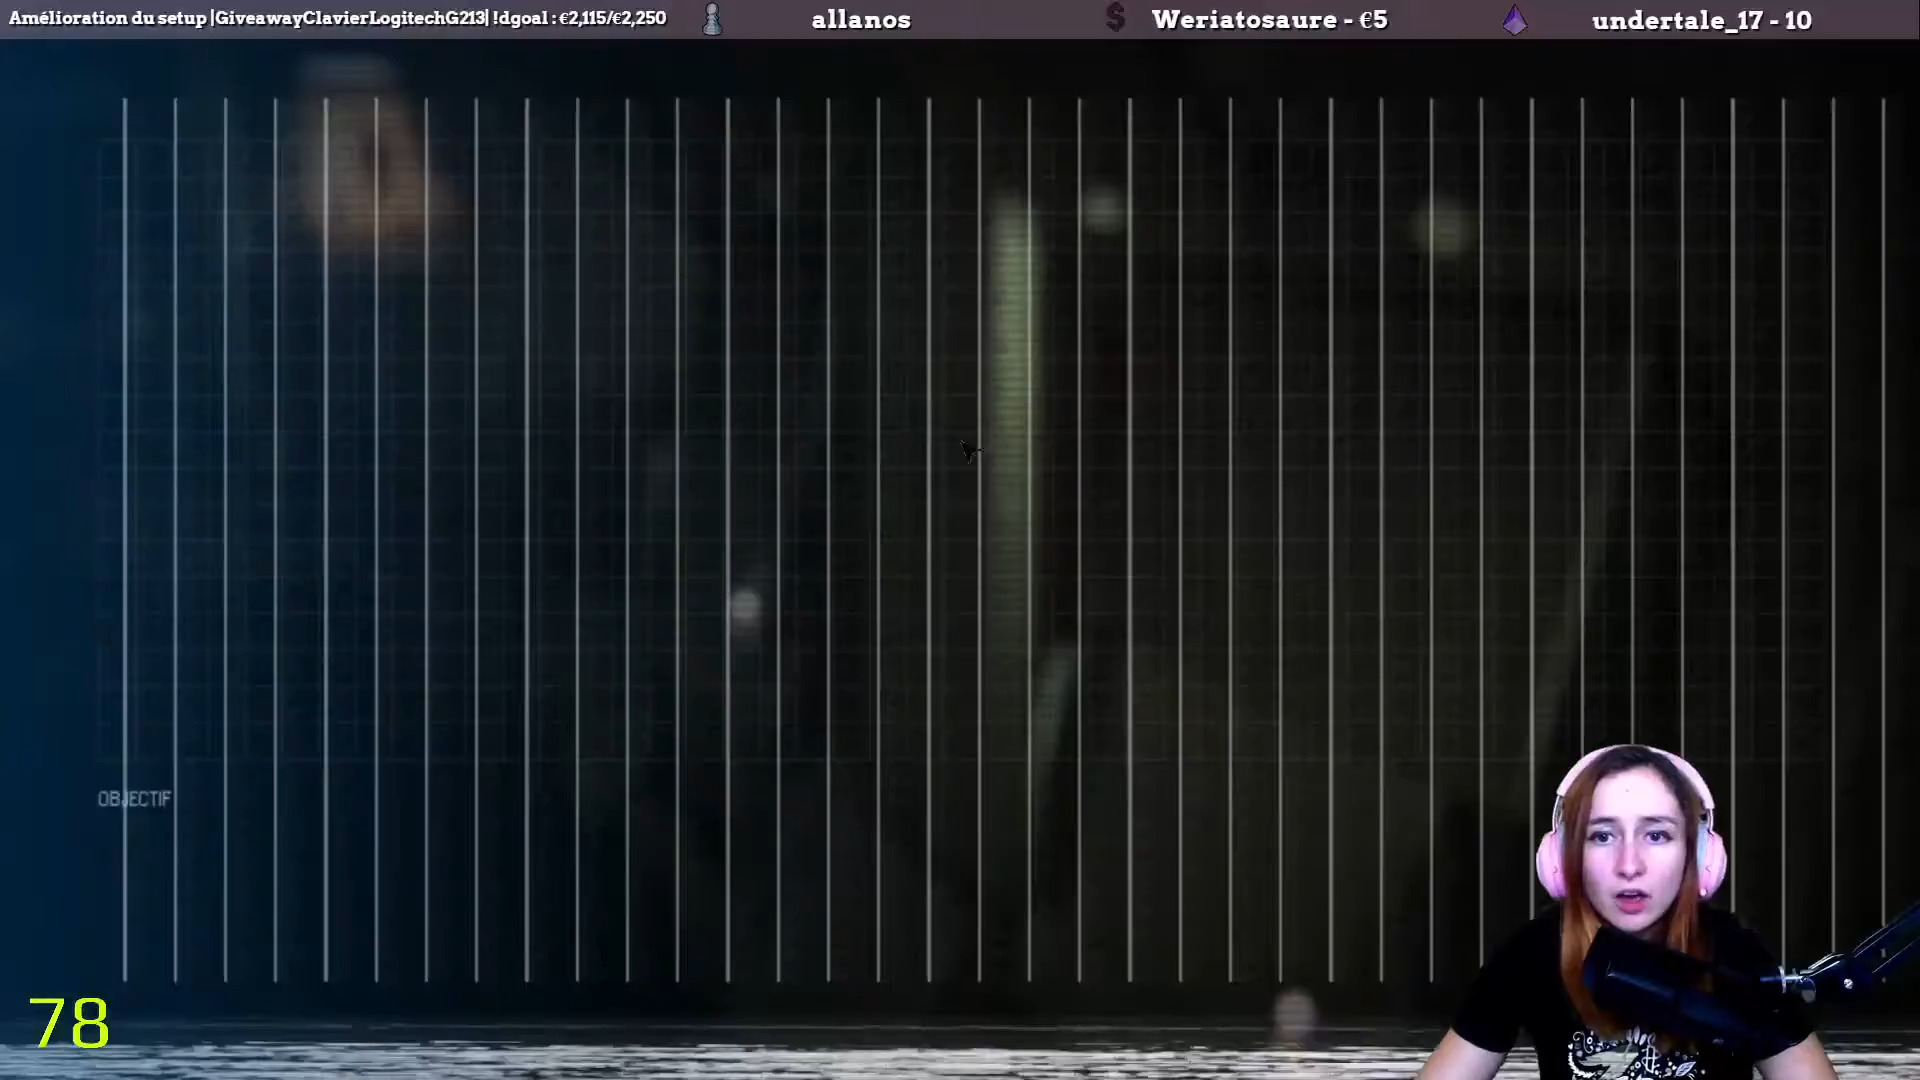 Amélioration du setup |GiveawayClavierLogitechG213| !dgoal : €2,115/€2,250
allanos
Weriatosaure - €5
undertale_17 - 10
OBJECTIF
78